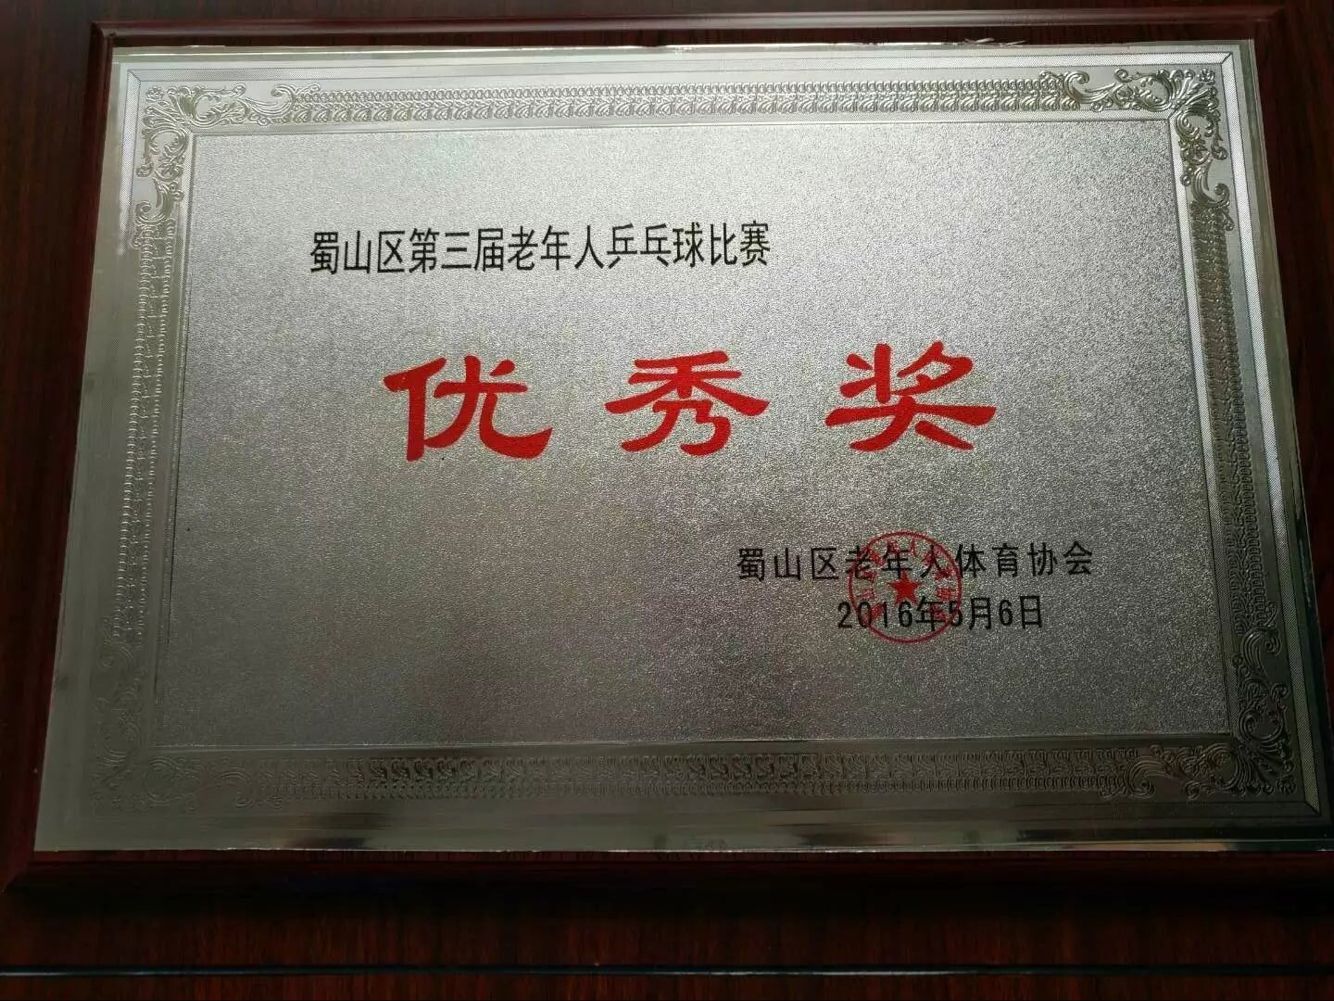 蜀山区第三届老年人乒乓球比赛
优秀奖
蜀山区老年人体育协会
2016年5月6日